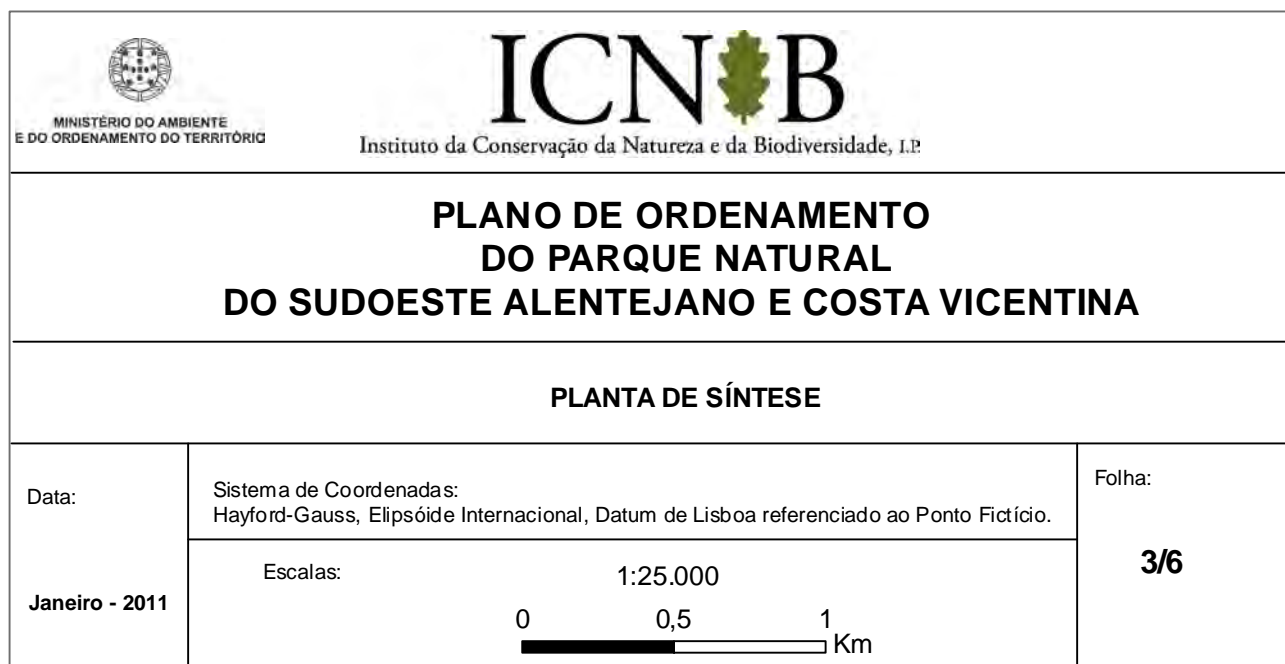 MINISTÉRIO DO AMBIENTE
E DO ORDENAMENTO DO TERRITÓRIO
ICNB
Instituto da Conservação da Natureza e da Biodiversidade, I.P.
PLANO DE ORDENAMENTO
DO PARQUE NATURAL
DO SUDOESTE ALENTEJANO E COSTA VICENTINA
PLANTA DE SÍNTESE
Data:
Janeiro - 2011
Sistema de Coordenadas:
Hayford-Gauss, Elipsóide Internacional, Datum de Lisboa referenciado ao Ponto Fictício.
Escalas:
1:25.000
0 0,5 1
Km
Folha:
3/6